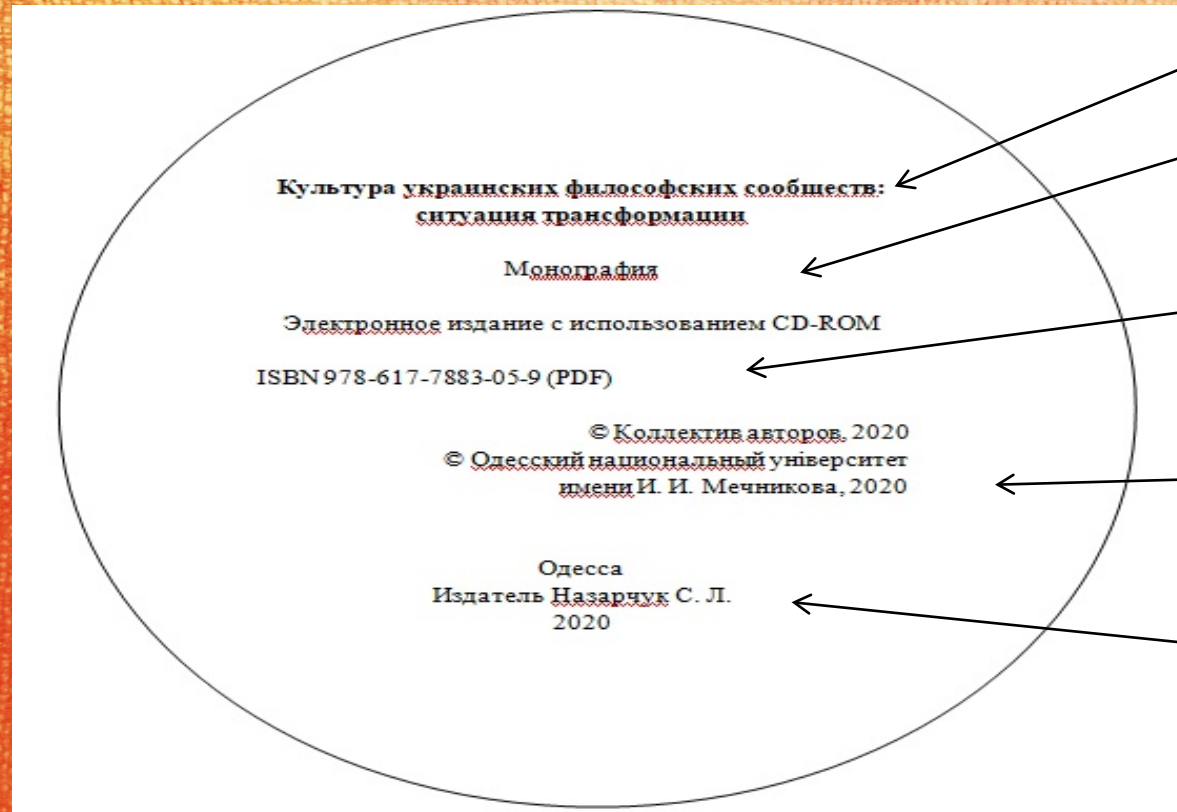 Культура украинских философских сообществ:
ситуация трансформации
Монография
Электронное издание с использованием CD-ROM
ISBN 978-617-7883-05-9 (PDF)
© Коллектив авторов, 2020
© Одесский национальный університет
имени И. И. Мечникова, 2020
Одесса
Издатель Назарчук С. Л.
2020